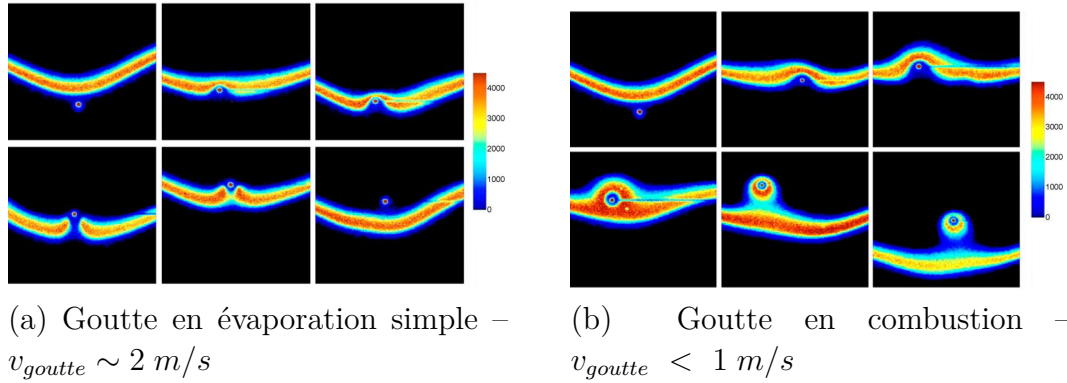 4000
3000
2000
1000
0
4000
3000
2000
1000
0
(a) Goutte en évaporation simple –
v_goutte ∼ 2 m/s
(b) Goutte en combustion –
v_goutte < 1 m/s